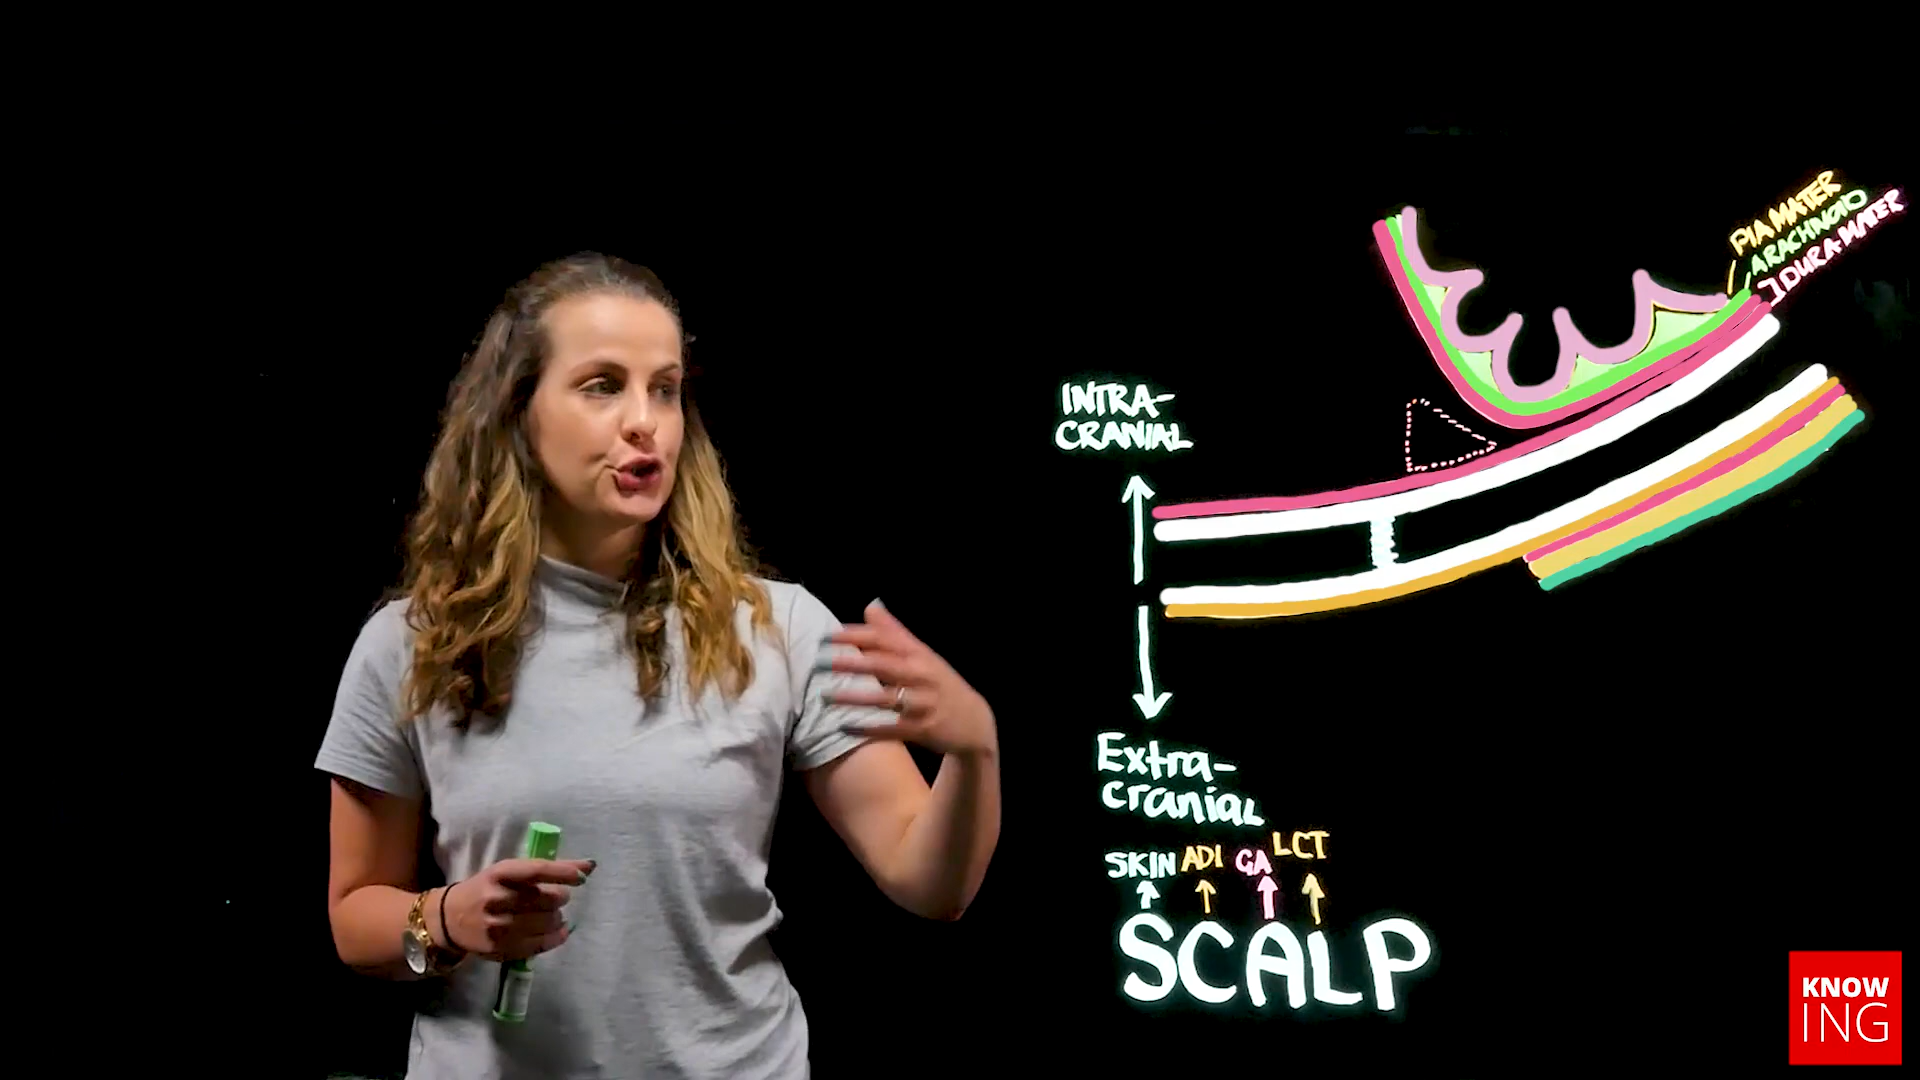 PIA MATER
ARACHNOID
DURA MATER
INTRA-
CRANIAL
Extra-
cranial
SKIN ADI GA LCT
SCALP
KNOW
ING